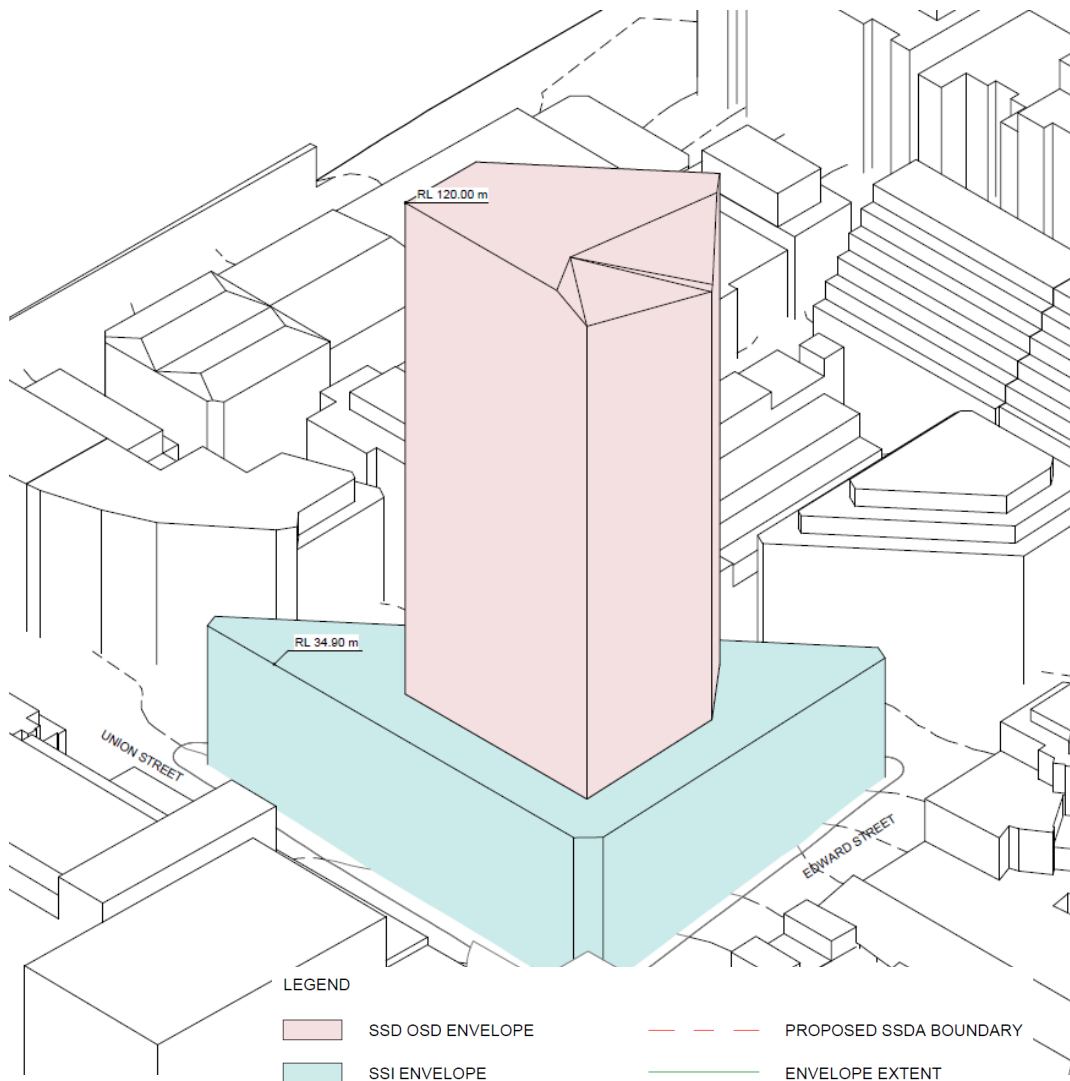 RL 120.00 m
RL 34.90 m
UNION STREET
EDWARD STREET
LEGEND
SSD OSD ENVELOPE
PROPOSED SSDA BOUNDARY
SSI ENVELOPE
ENVELOPE EXTENT